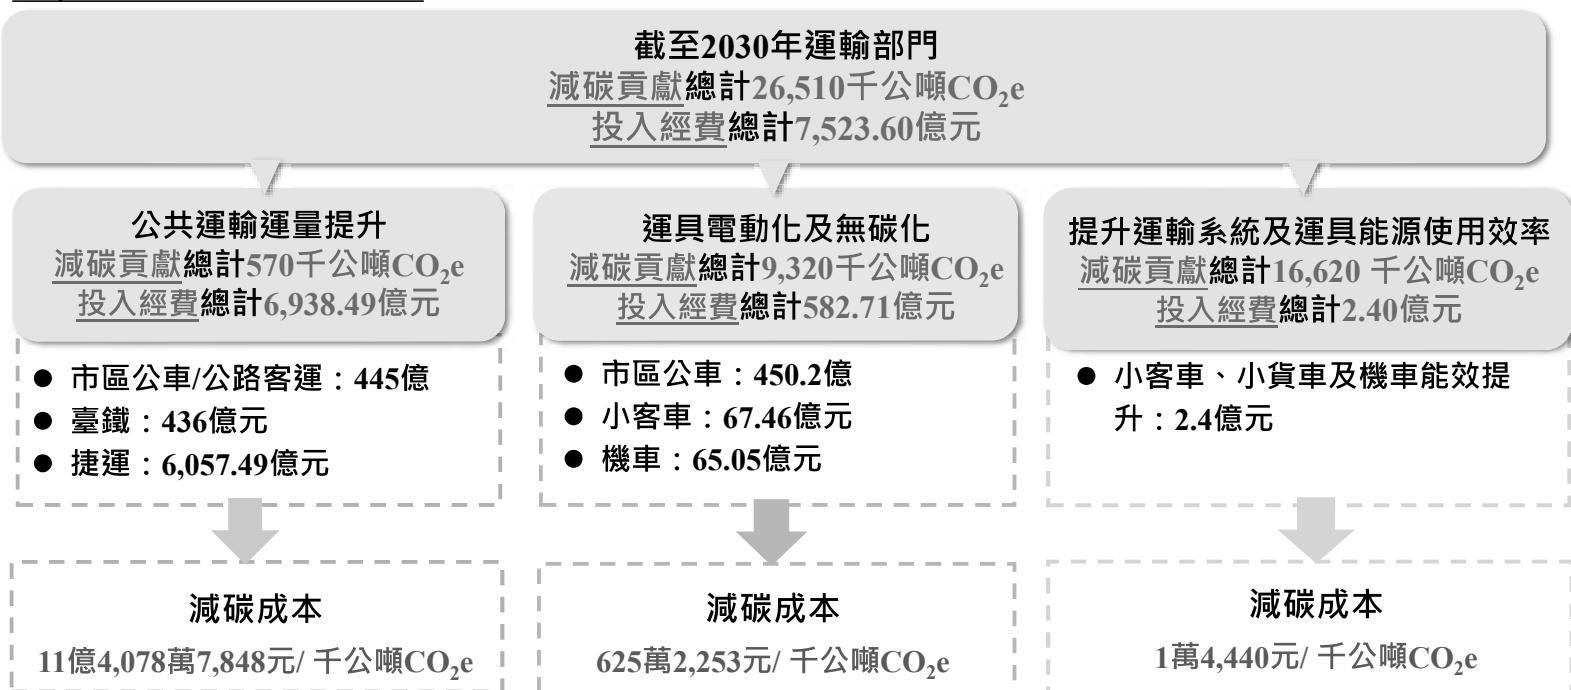 截至2030年運輸部門
減碳貢獻總計26,510千公噸CO₂e
投入經費總計7,523.60億元
公共運輸運量提升
減碳貢獻總計570千公噸CO₂e
投入經費總計6,938.49億元
● 市區公車/公路客運：445億
● 臺鐵：436億元
● 捷運：6,057.49億元
減碳成本
11億4,078萬7,848元/ 千公噸CO₂e
運具電動化及無碳化
減碳貢獻總計9,320千公噸CO₂e
投入經費總計582.71億元
● 市區公車：450.2億
● 小客車：67.46億元
● 機車：65.05億元
減碳成本
625萬2,253元/ 千公噸CO₂e
提升運輸系統及運具能源使用效率
減碳貢獻總計16,620 千公噸CO₂e
投入經費總計2.40億元
● 小客車、小貨車及機車能效提
升：2.4億元
減碳成本
1萬4,440元/ 千公噸CO₂e